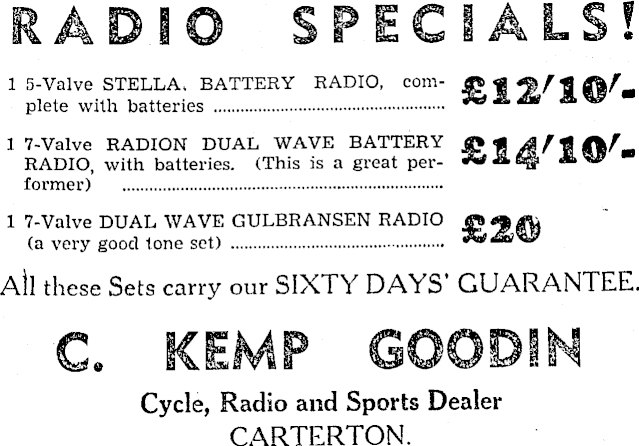 RADIO SPECIALS!
1 5-Valve STELLA. BATTERY RADIO, com-
plete with batteries ................................................
£12'10'-
1 7-Valve RADION DUAL WAVE BATTERY
RADIO, with batteries. (This is a great per-
former) ....................................................................
£14'10'-
1 7-Valve DUAL WAVE GULBRANSEN RADIO
(a very good tone set) .............................................
£20
All these Sets carry our SIXTY DAYS' GUARANTEE.
C. KEMP GOODIN
Cycle, Radio and Sports Dealer
CARTERTON.